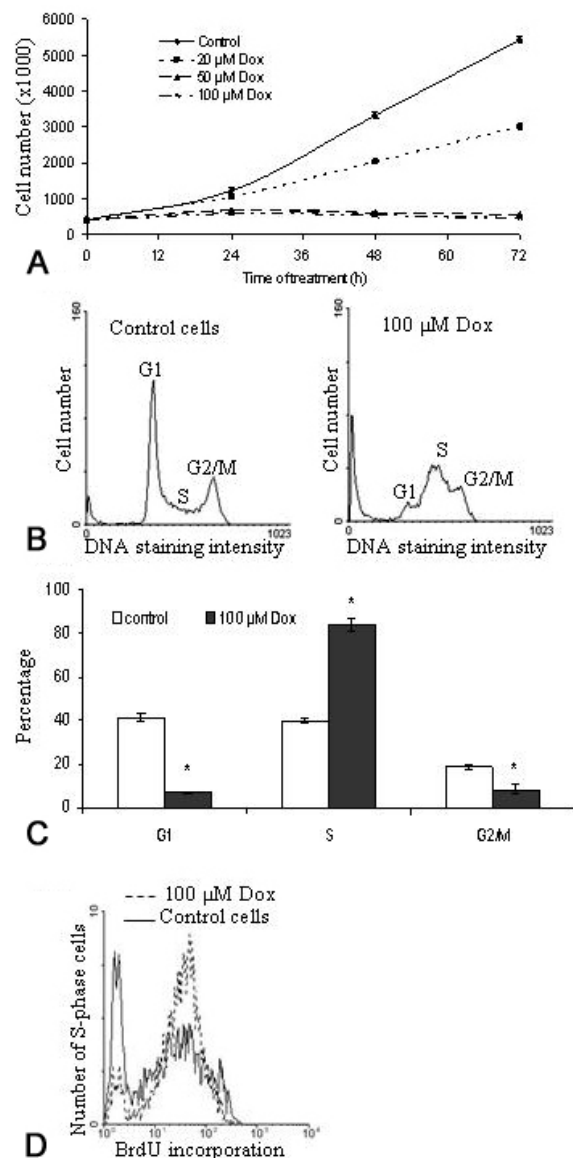 6000
5000
4000
3000
2000
1000
0
Cell number (x1000)
Control
20 µM Dox
50 µM Dox
100 µM Dox
0 12 24 36 48 60 72
Time of treatment (h)
A
160
Control cells
G1
S
G2/M
Cell number
0
1023
DNA staining intensity
160
100 µM Dox
G1
S
G2/M
Cell number
0
1023
DNA staining intensity
B
100
80
60
40
20
0
Percentage
control 100 µM Dox
*
*
*
G1 S G2/M
C
100 µM Dox
Control cells
10
0
Number of S-phase cells
10⁰ 10¹ 10²
BrdU incorporation
D